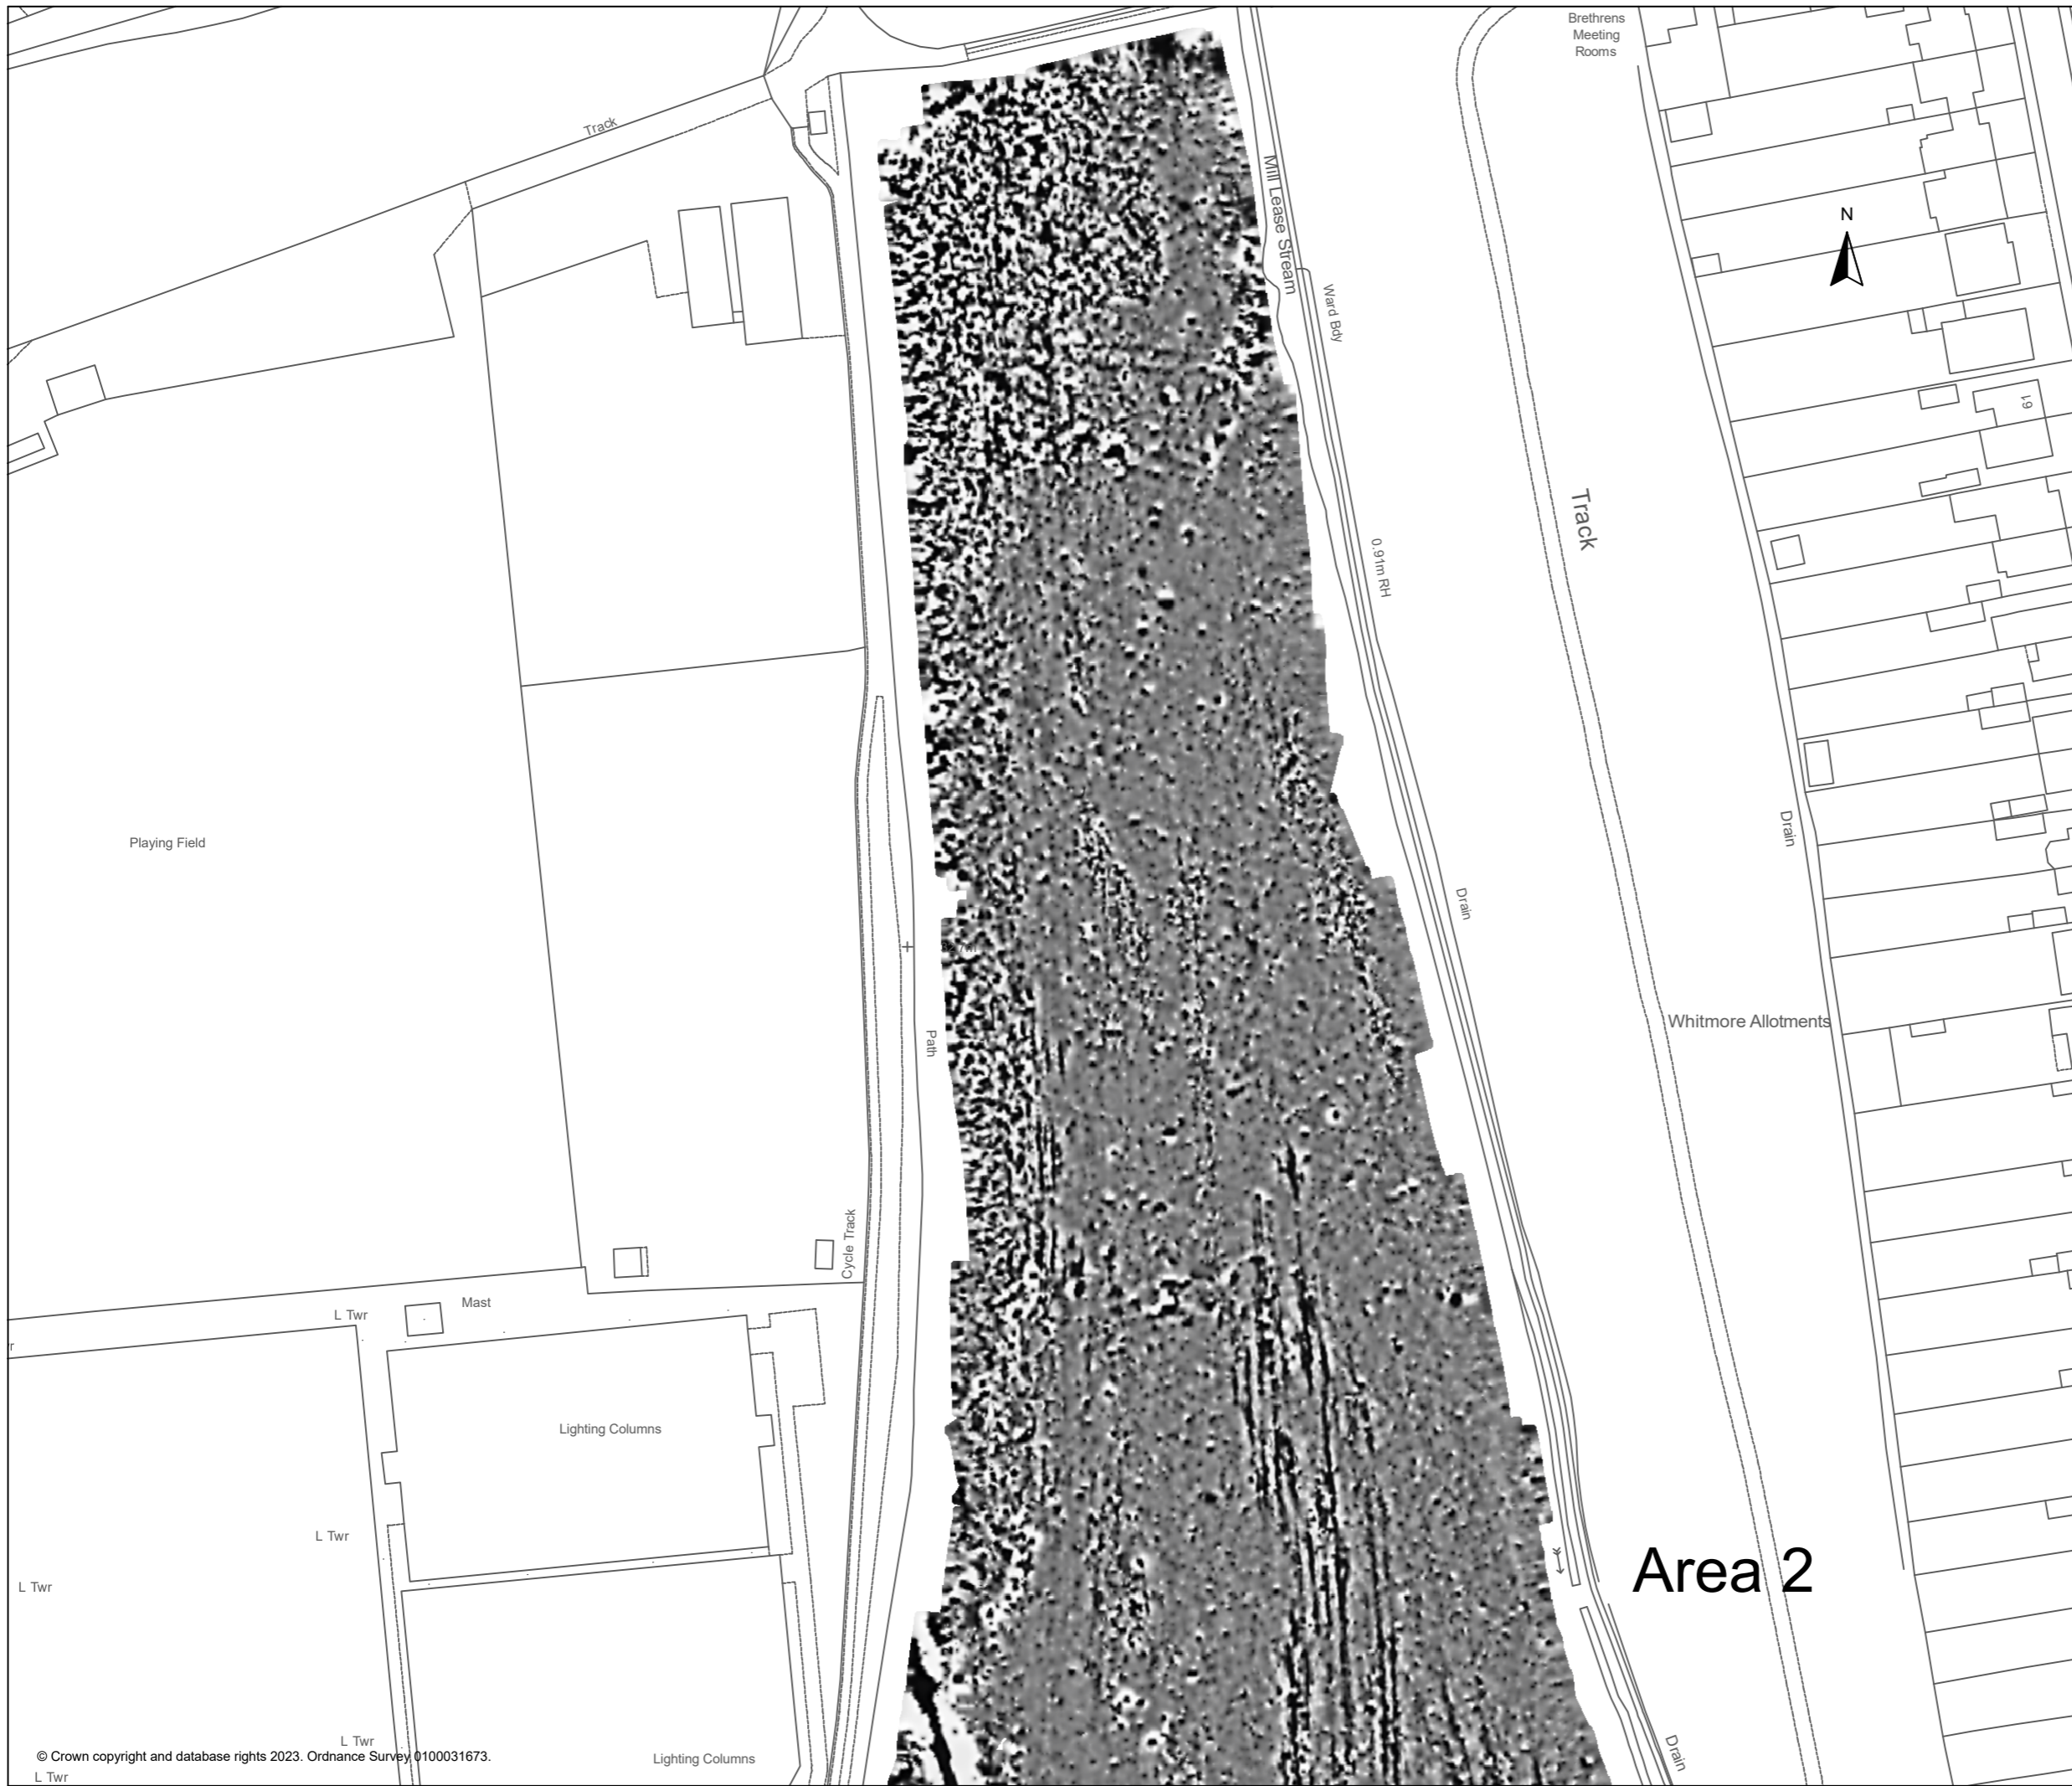 Brethrens
Meeting
Rooms
Track
Mill Lease Stream
N
Ward Bdy
61
Track
0.91m RH
Playing Field
Drain
Drain
Path
Whitmore Allotments
Cycle Track
Mast
L Twr
Lighting Columns
L Twr
Area 2
L Twr
L Twr
© Crown copyright and database rights 2023. Ordnance Survey 0100031673.
Lighting Columns
Drain
L Twr